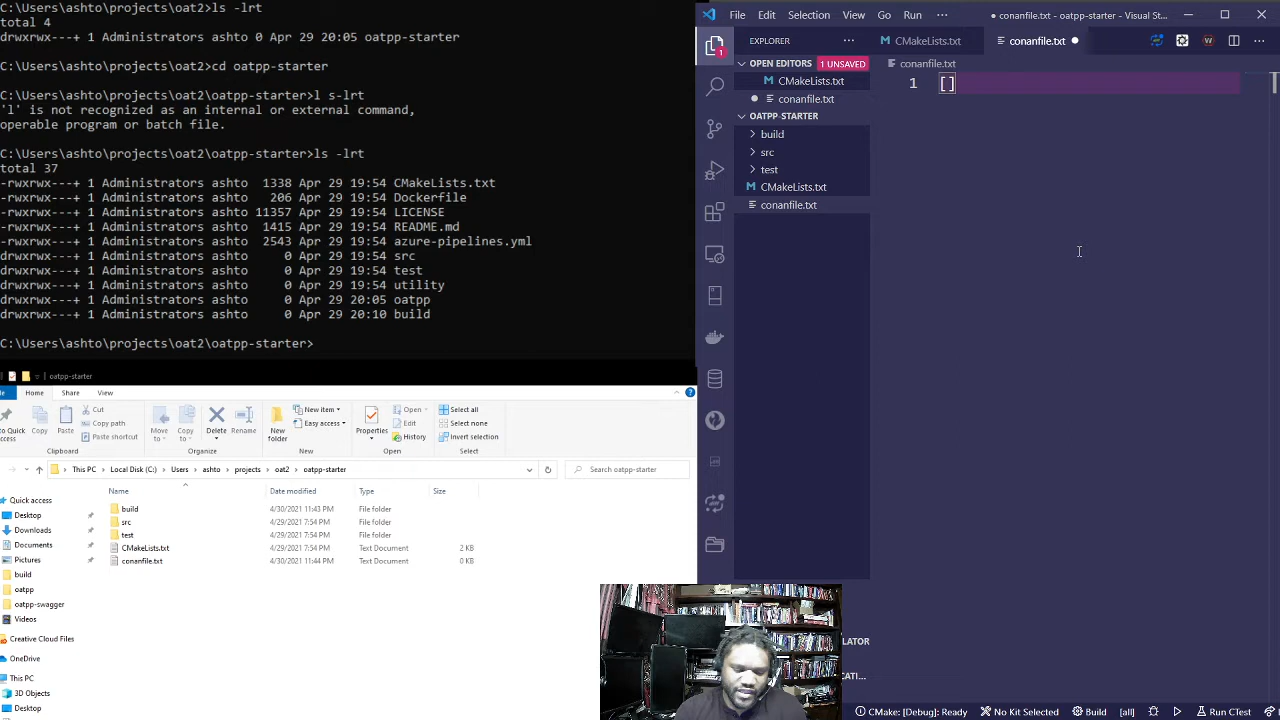 C:\Users\ashto\projects\oat2>ls -lrt
total 4
drwxrwx---+ 1 Administrators ashto 0 Apr 29 20:05 oatpp-starter
C:\Users\ashto\projects\oat2>cd oatpp-starter
C:\Users\ashto\projects\oat2\oatpp-starter>l s-lrt
'l' is not recognized as an internal or external command,
operable program or batch file.
C:\Users\ashto\projects\oat2\oatpp-starter>ls -lrt
total 37
-rwxrwx---+ 1 Administrators ashto 1338 Apr 29 19:54 CMakeLists.txt
-rwxrwx---+ 1 Administrators ashto 206 Apr 29 19:54 Dockerfile
-rwxrwx---+ 1 Administrators ashto 11357 Apr 29 19:54 LICENSE
-rwxrwx---+ 1 Administrators ashto 1415 Apr 29 19:54 README.md
-rwxrwx---+ 1 Administrators ashto 2543 Apr 29 19:54 azure-pipelines.yml
drwxrwx---+ 1 Administrators ashto 0 Apr 29 19:54 src
drwxrwx---+ 1 Administrators ashto 0 Apr 29 19:54 test
drwxrwx---+ 1 Administrators ashto 0 Apr 29 19:54 utility
drwxrwx---+ 1 Administrators ashto 0 Apr 29 20:05 oatpp
drwxrwx---+ 1 Administrators ashto 0 Apr 29 20:10 build
C:\Users\ashto\projects\oat2\oatpp-starter>
oatpp-starter
Home Share View
Copy
Paste
Cut
Copy path
Paste shortcut
Move to
Copy to
Delete
Rename
New folder
New item
Easy access
Properties
Open
Edit
History
Select all
Select none
Invert selection
Clipboard Organize New Open Select
This PC > Local Disk (C:) > Users > ashto > projects > oat2 > oatpp-starter
Search oatpp-starter
Name Date modified Type Size
build 4/30/2021 11:43 PM File folder
src 4/29/2021 7:54 PM File folder
test 4/29/2021 7:54 PM File folder
CMakeLists.txt 4/29/2021 7:54 PM Text Document 2 KB
conanfile.txt 4/30/2021 11:44 PM Text Document 0 KB
Quick access
Desktop
Downloads
Documents
Pictures
build
oatpp
oatpp-swagger
Videos
Creative Cloud Files
OneDrive
This PC
3D Objects
Desktop
File Edit Selection View Go Run ···
● conanfile.txt - oatpp-starter - Visual St...
EXPLORER ···
OPEN EDITORS 1 UNSAVED
CMakeLists.txt
conanfile.txt
OATPP-STARTER
build
src
test
CMakeLists.txt
conanfile.txt
1
CMakeLists.txt
conanfile.txt
conanfile.txt
1 []
CMake: [Debug]: Ready No Kit Selected Build [all] Run CTest